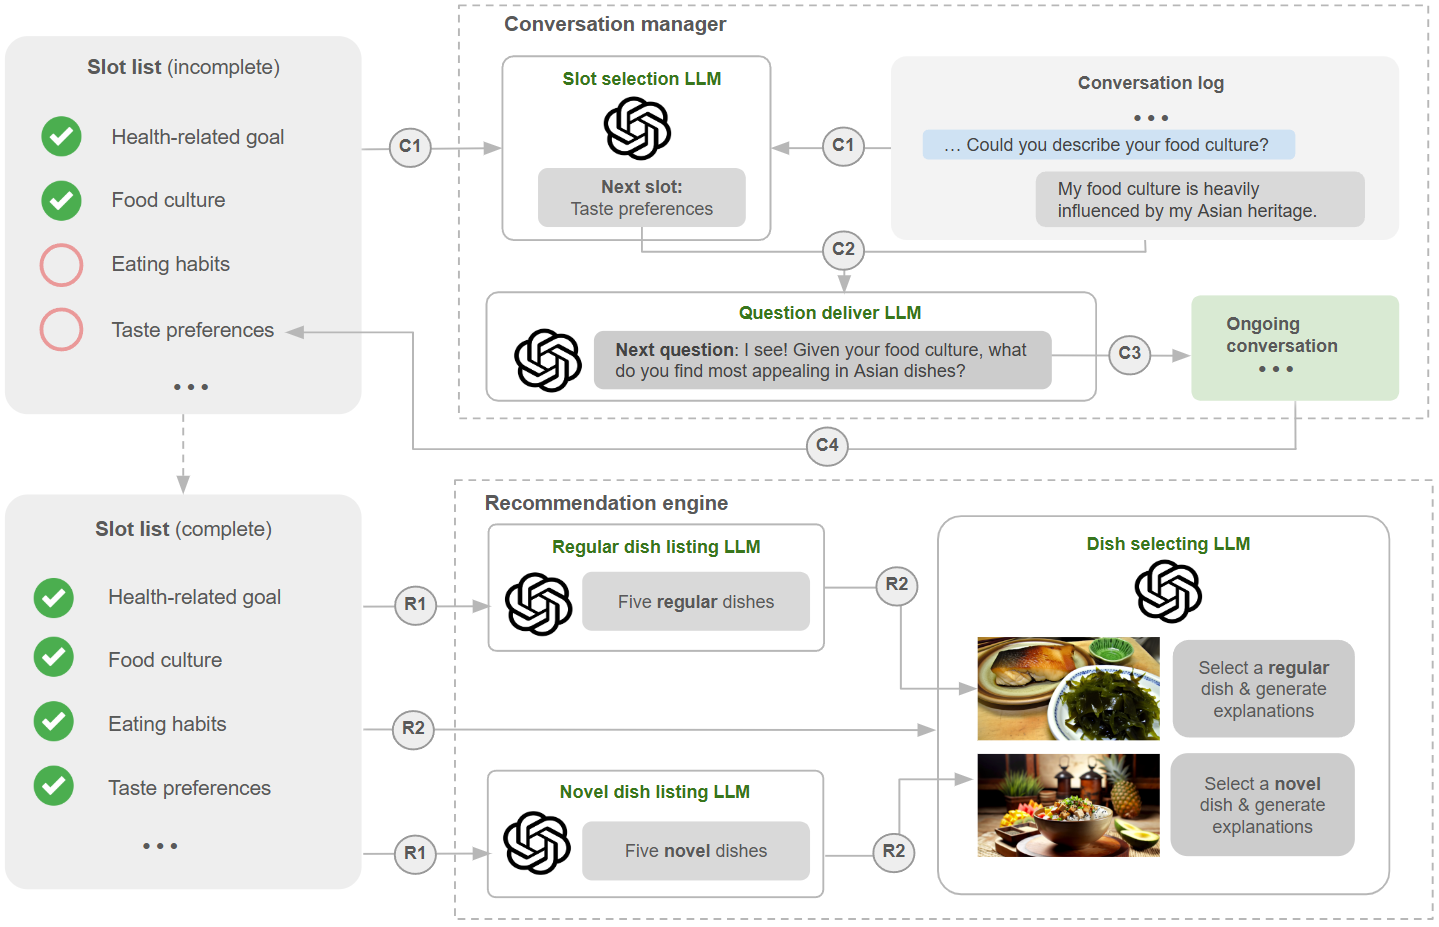 Conversation manager
Slot list (incomplete)
Health-related goal
Food culture
Eating habits
Taste preferences
• • •
C1
Slot selection LLM
Next slot:
Taste preferences
C1
Conversation log
• • •
... Could you describe your food culture?
My food culture is heavily
influenced by my Asian heritage.
C2
Question deliver LLM
Next question: I see! Given your food culture, what
do you find most appealing in Asian dishes?
C3
Ongoing
conversation
• • •
C4
Slot list (complete)
Health-related goal
Food culture
Eating habits
Taste preferences
• • •
Recommendation engine
R1
Regular dish listing LLM
Five regular dishes
R2
R2
R1
Novel dish listing LLM
Five novel dishes
R2
Dish selecting LLM
Select a regular
dish & generate
explanations
Select a novel
dish & generate
explanations